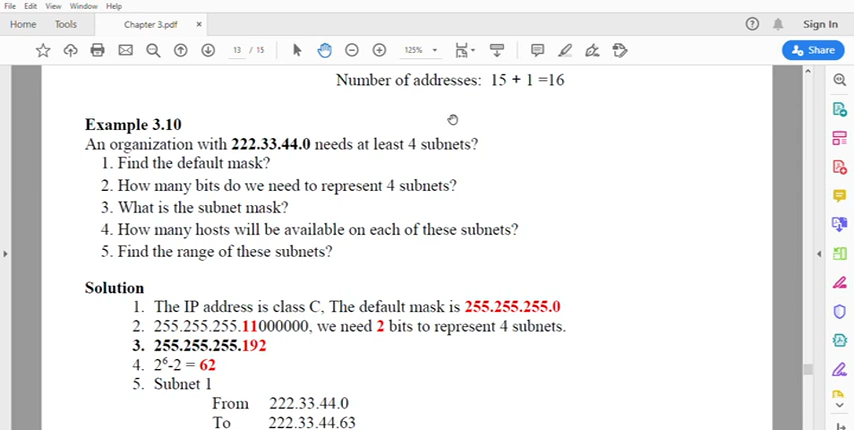 File Edit View Window Help
Home Tools Chapter 3.pdf × Sign In
13 / 15 125% Share
Number of addresses: 15 + 1 =16
Example 3.10
An organization with 222.33.44.0 needs at least 4 subnets?
1. Find the default mask?
2. How many bits do we need to represent 4 subnets?
3. What is the subnet mask?
4. How many hosts will be available on each of these subnets?
5. Find the range of these subnets?
Solution
1. The IP address is class C, The default mask is 255.255.255.0
2. 255.255.255.11000000, we need 2 bits to represent 4 subnets.
3. 255.255.255.192
4. 2⁶-2 = 62
5. Subnet 1
From 222.33.44.0
To 222.33.44.63